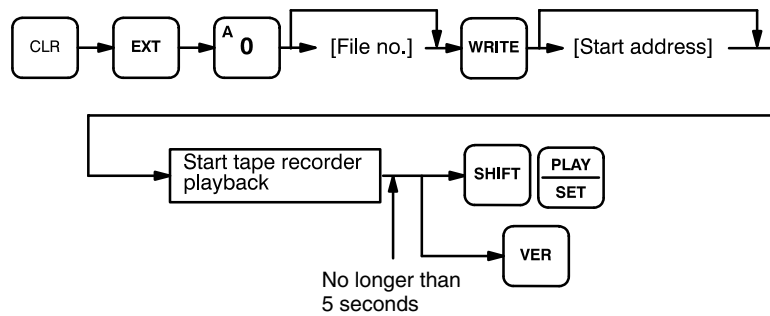 CLR
EXT
A
0
[File no.]
WRITE
[Start address]
Start tape recorder
playback
SHIFT
PLAY
SET
VER
No longer than
5 seconds